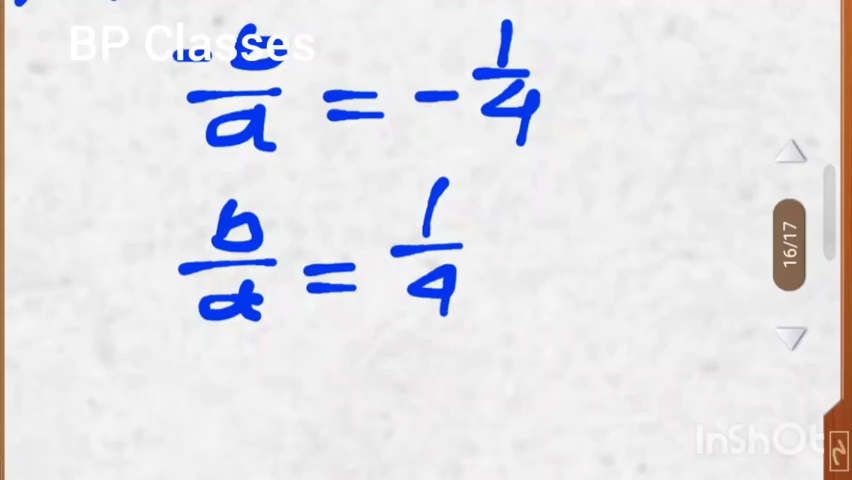 BP Classes
-b/a = -1/4
b/a = 1/4
16/17
InShOt